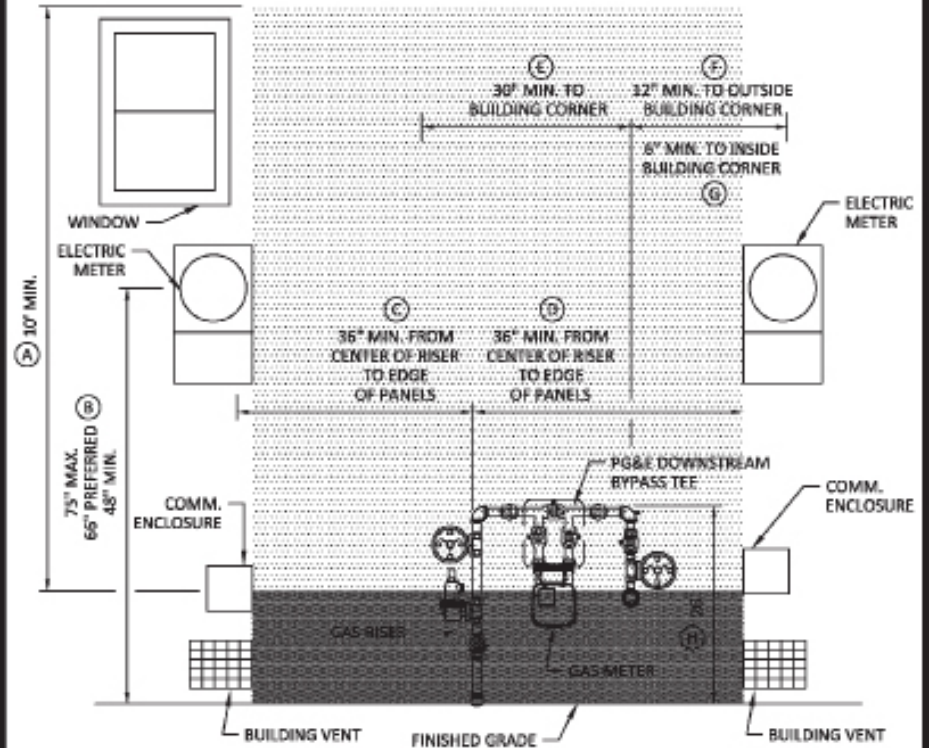 E
30" MIN. TO
BUILDING CORNER
F
12" MIN. TO OUTSIDE
BUILDING CORNER
6" MIN. TO INSIDE
BUILDING CORNER
G
WINDOW
ELECTRIC
METER
ELECTRIC
METER
A 10' MIN.
C
36" MIN. FROM
CENTER OF RISER
TO EDGE
OF PANELS
D
36" MIN. FROM
CENTER OF RISER
TO EDGE
OF PANELS
75" MAX.
66" PREFERRED B
48" MIN.
PG&E DOWNSTREAM
BYPASS TEE
COMM.
ENCLOSURE
COMM.
ENCLOSURE
GAS RISER
H
GAS METER
BUILDING VENT
FINISHED GRADE
BUILDING VENT